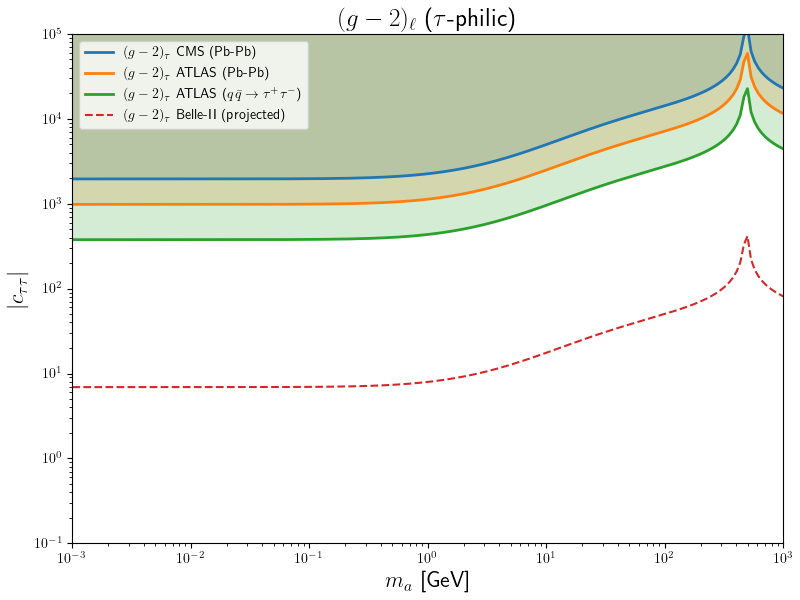 (g − 2)ℓ (τ-philic)
(g − 2)τ CMS (Pb-Pb)
(g − 2)τ ATLAS (Pb-Pb)
(g − 2)τ ATLAS (qq̄ → τ⁺τ⁻)
(g − 2)τ Belle-II (projected)
|cττ|
10⁵
10⁴
10³
10²
10¹
10⁰
10⁻¹
10⁻³ 10⁻² 10⁻¹ 10⁰ 10¹ 10² 10³
mₐ [GeV]